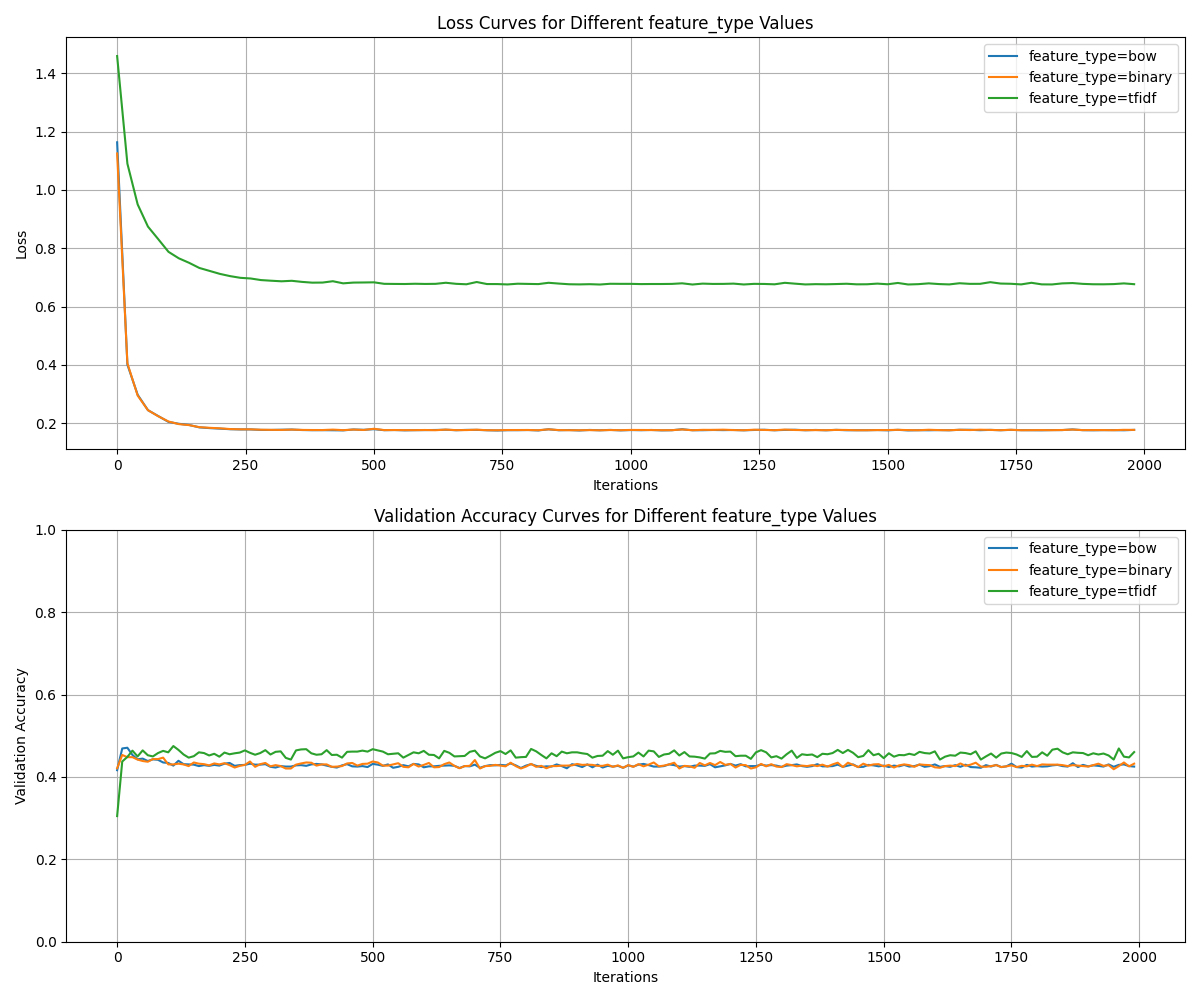 Loss Curves for Different feature_type Values
1.4
1.2
1.0
0.8
0.6
0.4
0.2
Loss
feature_type=bow
feature_type=binary
feature_type=tfidf
0 250 500 750 1000 1250 1500 1750 2000
Iterations
Validation Accuracy Curves for Different feature_type Values
1.0
0.8
0.6
0.4
0.2
0.0
Validation Accuracy
feature_type=bow
feature_type=binary
feature_type=tfidf
0 250 500 750 1000 1250 1500 1750 2000
Iterations